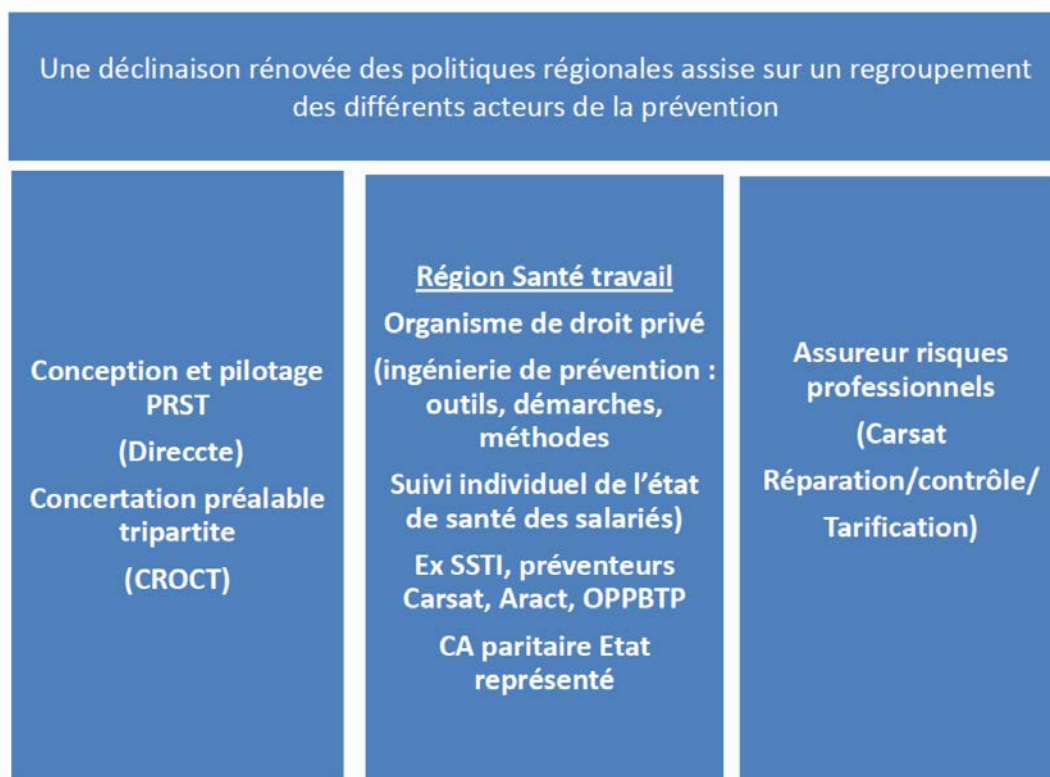 Une déclinaison rénovée des politiques régionales assise sur un regroupement
des différents acteurs de la prévention
Conception et pilotage
PRST
(Direccte)
Concertation préalable
tripartite
(CROCT)
Région Santé travail
Organisme de droit privé
(ingénierie de prévention :
outils, démarches,
méthodes
Suivi individuel de l'état
de santé des salariés)
Ex SSTI, préventeurs
Carsat, Aract, OPPBTP
CA paritaire Etat
représenté
Assureur risques
professionnels
(Carsat
Réparation/contrôle/
Tarification)